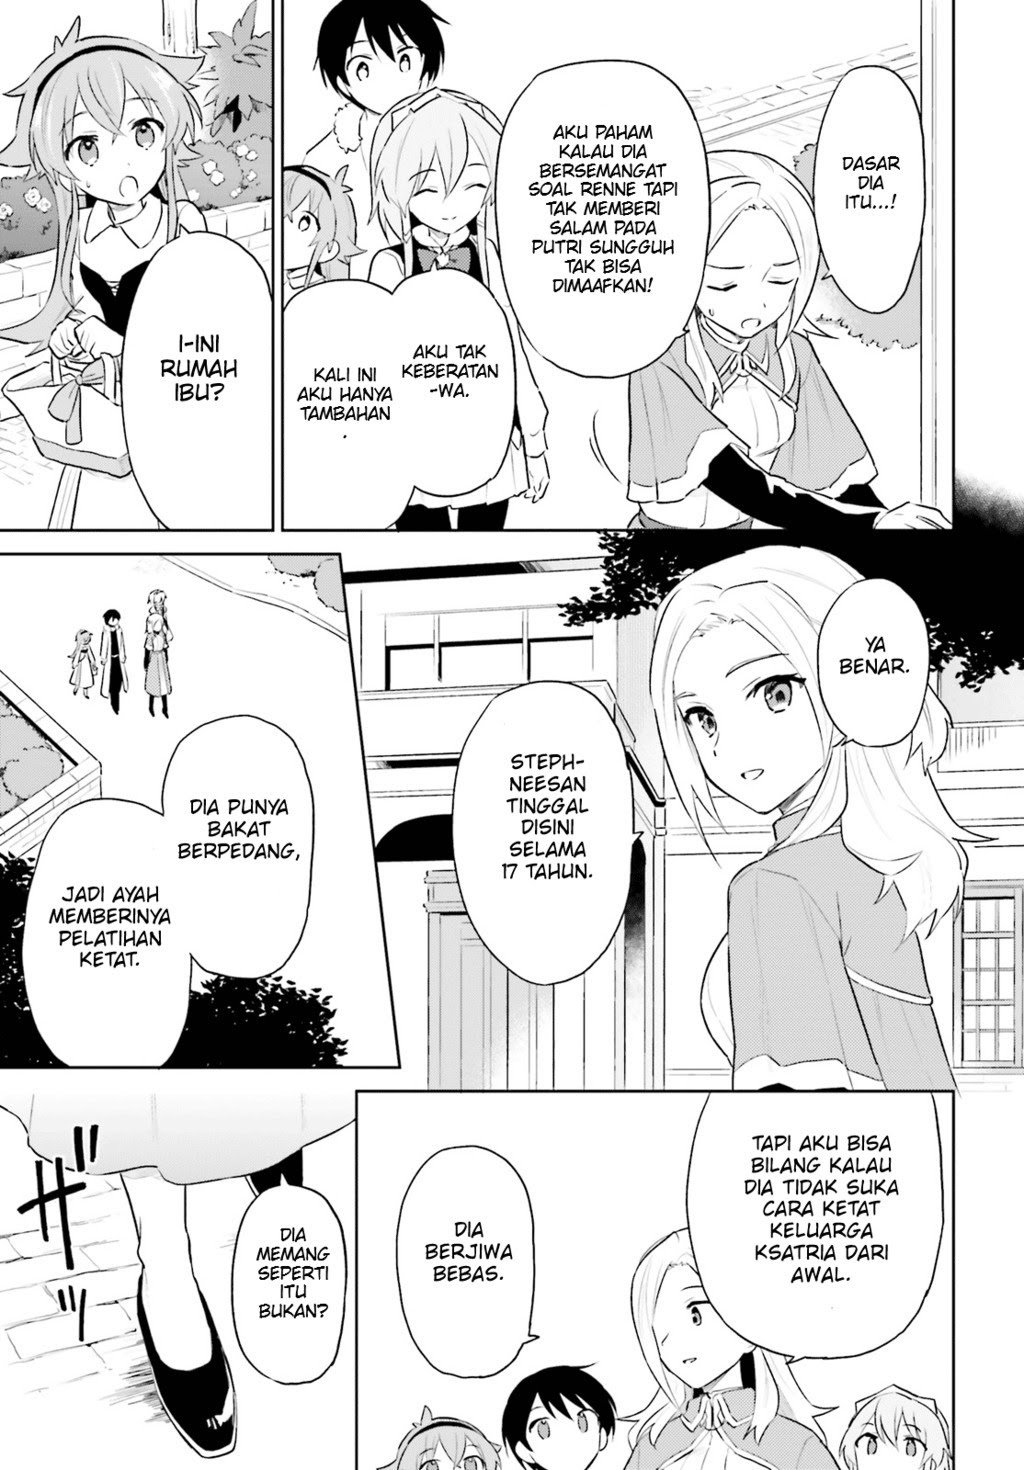 DASAR
DIA
ITU...!
AKU PAHAM
KALAU DIA
BERSEMANGAT
SOAL RENNE TAPI
TAK MEMBERI
SALAM PADA
PUTRI SUNGGUH
TAK BISA
DIMAAFKAN!
AKU TAK
KEBERATAN
-WA.
KALI INI
AKU HANYA
TAMBAHAN
.
I-INI
RUMAH
IBU?
YA
BENAR.
STEPH-
NEESAN
TINGGAL
DISINI
SELAMA
17 TAHUN.
DIA PUNYA
BAKAT
BERPEDANG,
JADI AYAH
MEMBERINYA
PELATIHAN
KETAT.
TAPI AKU BISA
BILANG KALAU
DIA TIDAK SUKA
CARA KETAT
KELUARGA
KSATRIA DARI
AWAL.
DIA
BERJIWA
BEBAS.
DIA
MEMANG
SEPERTI
ITU
BUKAN?
ザッ